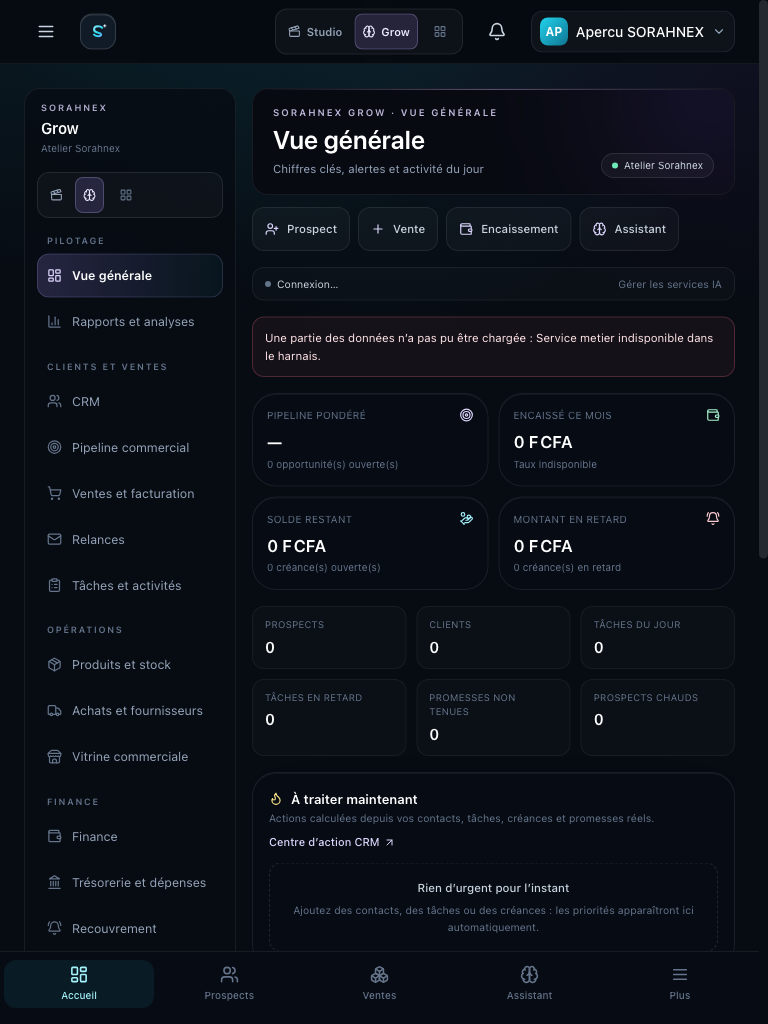 Studio
Grow
AP
Apercu SORAHNEX
SORAHNEX
Grow
Atelier Sorahnex
PILOTAGE
Vue générale
Rapports et analyses
CLIENTS ET VENTES
CRM
Pipeline commercial
Ventes et facturation
Relances
Tâches et activités
OPÉRATIONS
Produits et stock
Achats et fournisseurs
Vitrine commerciale
FINANCE
Finance
Trésorerie et dépenses
Recouvrement
SORAHNEX GROW · VUE GÉNÉRALE
Vue générale
Chiffres clés, alertes et activité du jour
Atelier Sorahnex
Prospect
Vente
Encaissement
Assistant
Connexion…
Gérer les services IA
Une partie des données n’a pas pu être chargée : Service metier indisponible dans
le harnais.
PIPELINE PONDÉRÉ
—
0 opportunité(s) ouverte(s)
ENCAISSÉ CE MOIS
0 F CFA
Taux indisponible
SOLDE RESTANT
0 F CFA
0 créance(s) ouverte(s)
MONTANT EN RETARD
0 F CFA
0 créance(s) en retard
PROSPECTS
0
CLIENTS
0
TÂCHES DU JOUR
0
TÂCHES EN RETARD
0
PROMESSES NON
TENUES
0
PROSPECTS CHAUDS
0
À traiter maintenant
Actions calculées depuis vos contacts, tâches, créances et promesses réels.
Centre d’action CRM
Rien d’urgent pour l’instant
Ajoutez des contacts, des tâches ou des créances : les priorités apparaîtront ici
automatiquement.
Accueil
Prospects
Ventes
Assistant
Plus